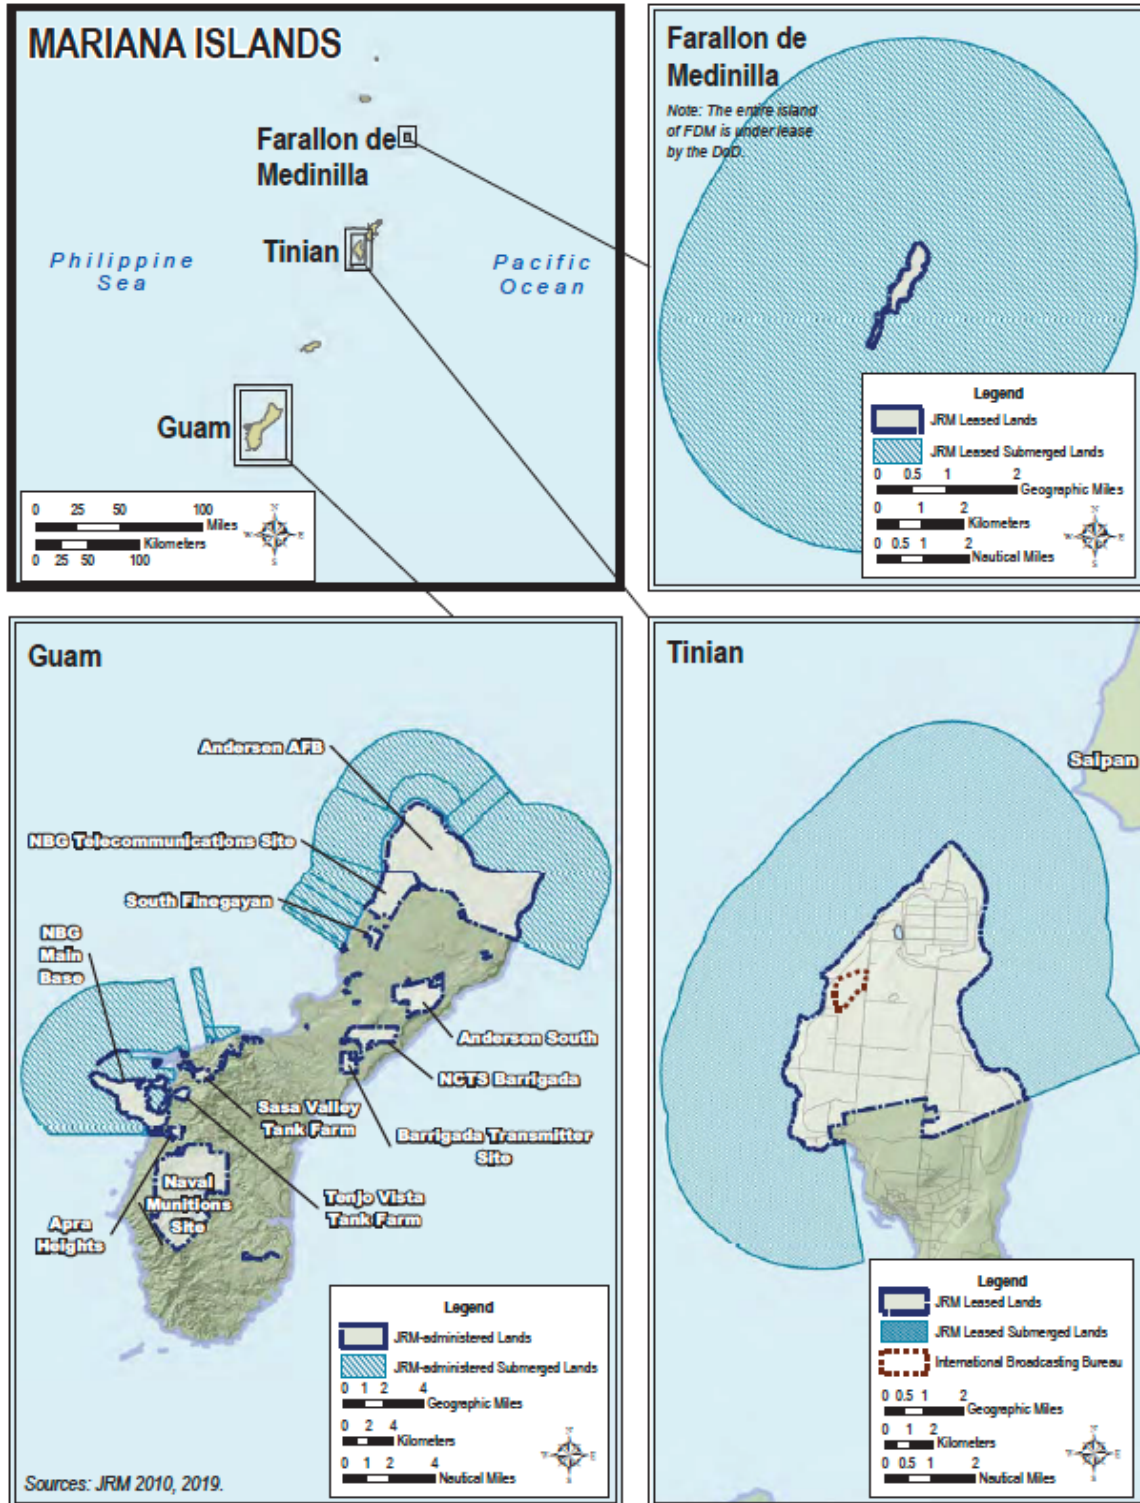 MARIANA ISLANDS
Farallon de
Medinilla
Tinian
Philippine
Sea
Pacific
Ocean
Guam
0 25 50 100
Miles
Kilometers
0 25 50 100
N
W E
S
Farallon de
Medinilla
Note: The entire island
of FDM is under lease
by the DoD.
Legend
JRM Leased Lands
JRM Leased Submerged Lands
0 0.5 1 2
Geographic Miles
0 1 2
Kilometers
0 0.5 1 2
Nautical Miles
N
W E
S
Guam
Andersen AFB
NBG Telecommunications Site
South Finegayan
NBG
Main
Base
Andersen South
NCTS Barrigada
Sasa Valley
Tank Farm
Barrigada Transmitter
Site
Naval
Munitions
Site
Tenjo Vista
Tank Farm
Apra
Heights
Legend
JRM-administered Lands
JRM-administered Submerged Lands
0 1 2 4
Geographic Miles
0 2 4
Kilometers
0 1 2 4
Nautical Miles
N
W E
S
Sources: JRM 2010, 2019.
Tinian
Saipan
Legend
JRM Leased Lands
JRM Leased Submerged Lands
International Broadcasting Bureau
0 0.5 1 2
Geographic Miles
0 1 2
Kilometers
0 0.5 1 2
Nautical Miles
N
W E
S